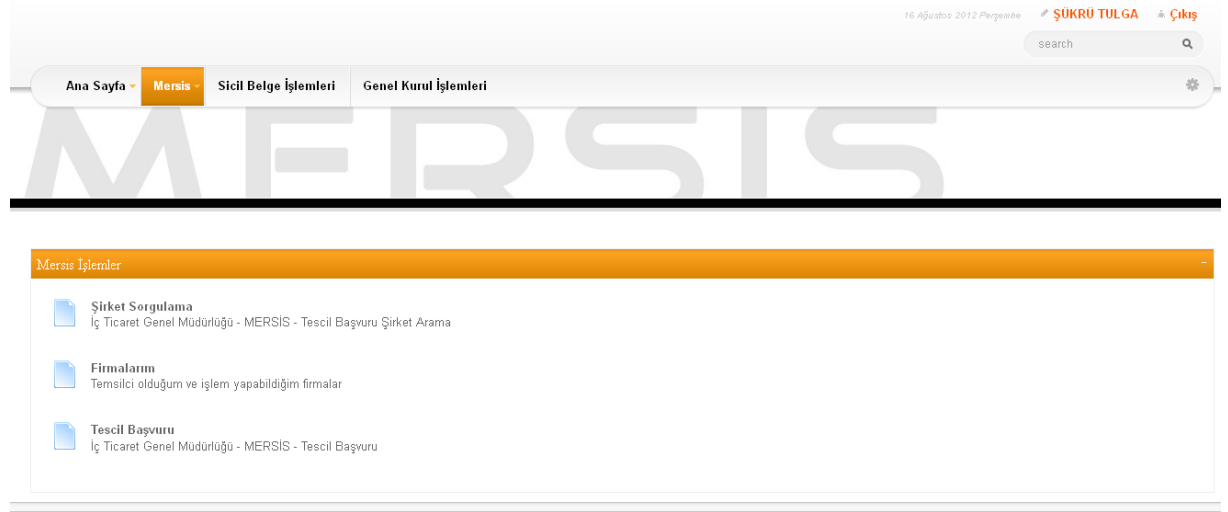 16 Ağustos 2012 Perşembe ŞÜKRÜ TULGA Çıkış
search
Ana Sayfa Mersis Sicil Belge İşlemleri Genel Kurul İşlemleri
MERSIS
Mersis İşlemler -
Şirket Sorgulama
İç Ticaret Genel Müdürlüğü - MERSİS - Tescil Başvuru Şirket Arama
Firmalarım
Temsilci olduğum ve işlem yapabildiğim firmalar
Tescil Başvuru
İç Ticaret Genel Müdürlüğü - MERSİS - Tescil Başvuru